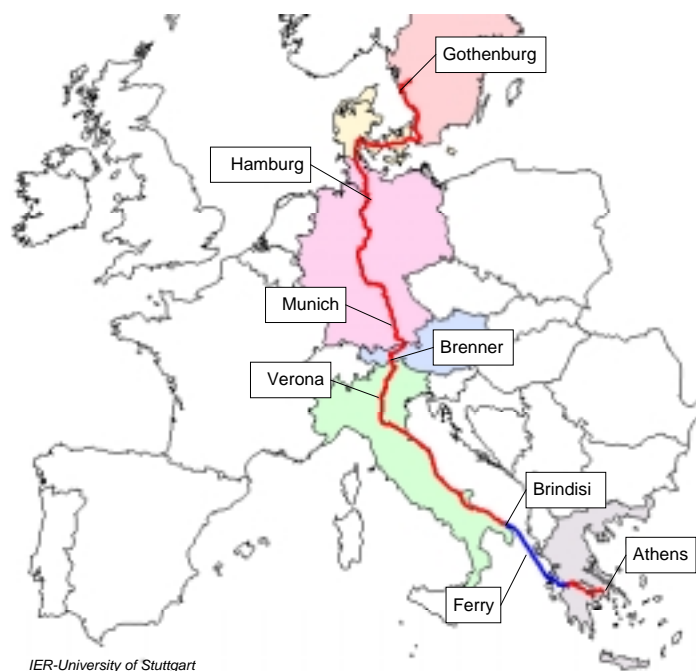 Gothenburg
Hamburg
Munich
Brenner
Verona
Brindisi
Athens
Ferry
IER-University of Stuttgart